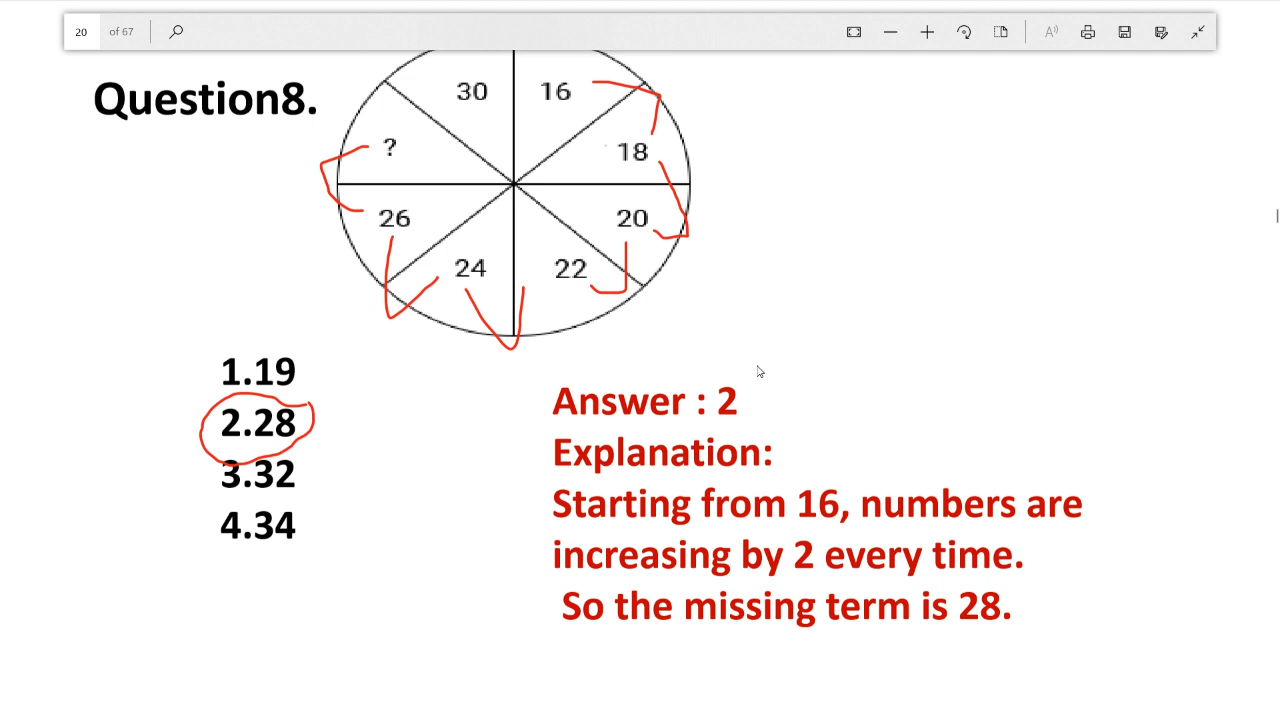 20 of 67
Question8.
30 16
? 18
26 20
24 22
1.19
2.28
3.32
4.34
Answer : 2
Explanation:
Starting from 16, numbers are
increasing by 2 every time.
So the missing term is 28.